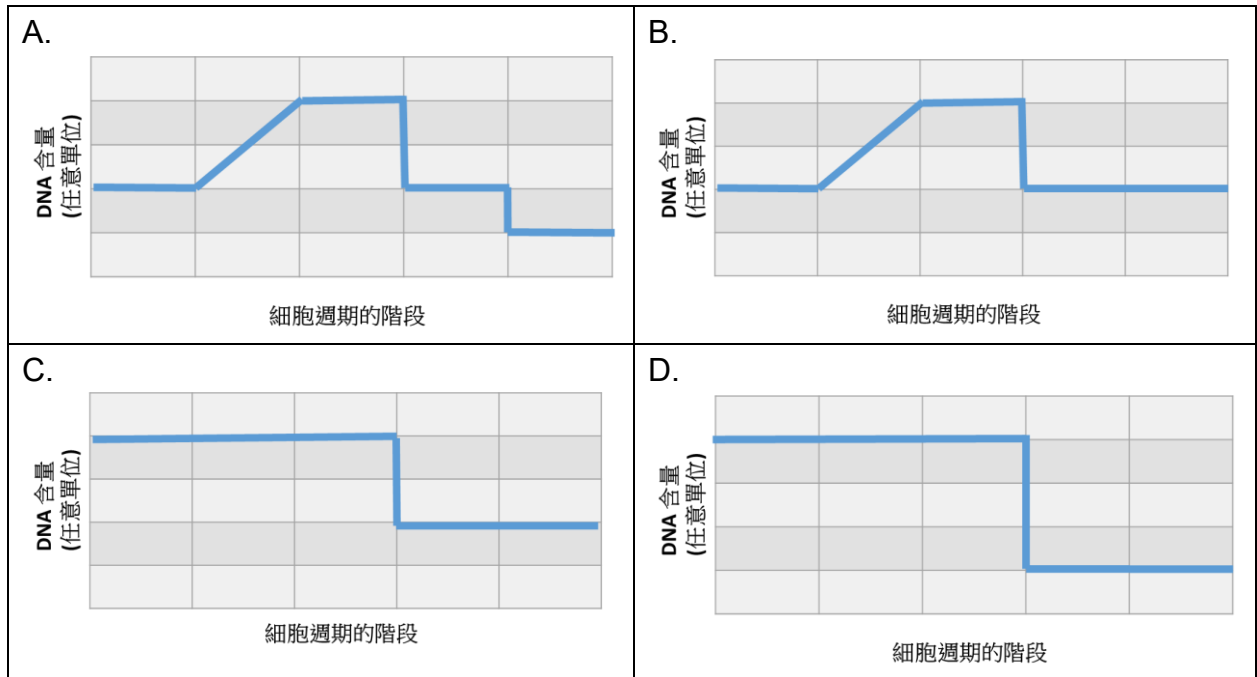 A.
DNA 含量
(任意單位)
細胞週期的階段
B.
DNA 含量
(任意單位)
細胞週期的階段
C.
DNA 含量
(任意單位)
細胞週期的階段
D.
DNA 含量
(任意單位)
細胞週期的階段